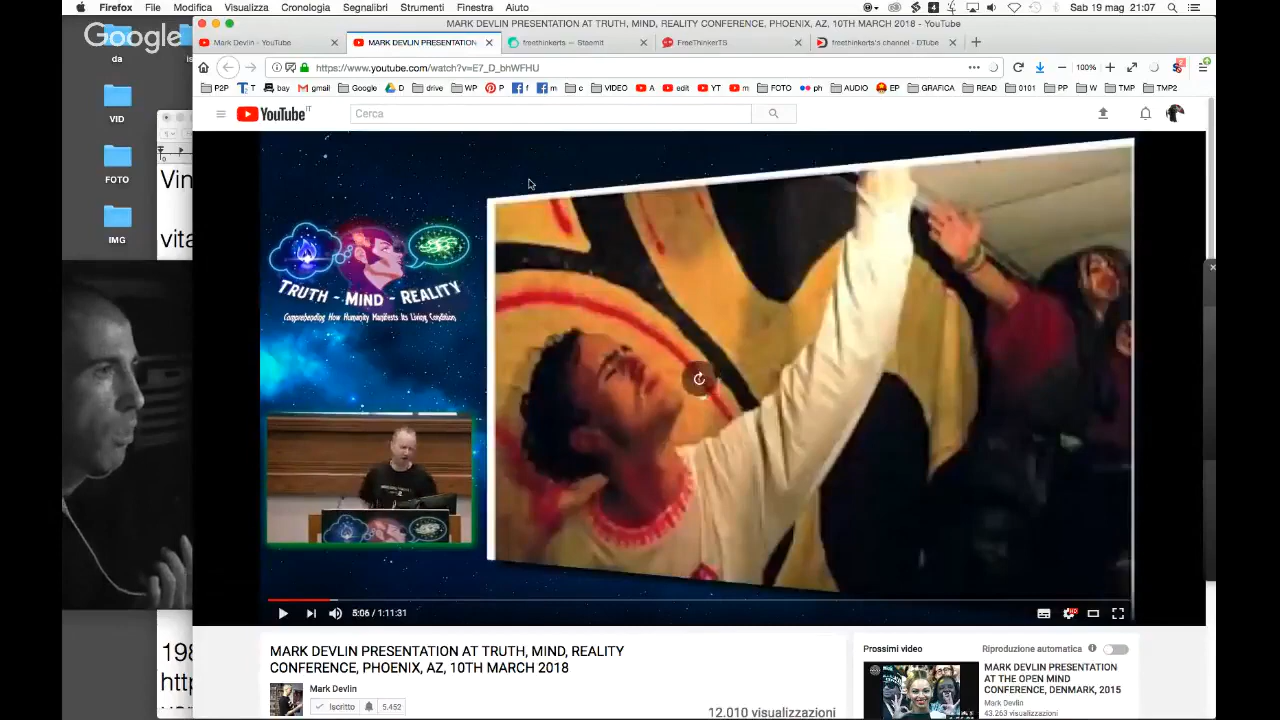 Firefox File Modifica Visualizza Cronologia Segnalibri Strumenti Finestra Aiuto
4 Sab 19 mag 21:07
Google
da
VID
FOTO
IMG
MARK DEVLIN PRESENTATION AT TRUTH, MIND, REALITY CONFERENCE, PHOENIX, AZ, 10TH MARCH 2018 - YouTube
Mark Devlin - YouTube
MARK DEVLIN PRESENTATION
freethinkerts — Steemit
FreeThinkerTS
freethinkerts's channel - DTube
https://www.youtube.com/watch?v=E7_D_bhWFHU
100%
P2P T bay gmail Google D drive WP P f f m c VIDEO A edit YT m FOTO ph AUDIO EP GRAFICA READ 0101 PP W TMP TMP2
YouTube IT
Cerca
Vin
vita
TRUTH - MIND - REALITY
Comprehending How Humanity Manifests Its Living Condition
5:06 / 1:11:31
HD
198
http
MARK DEVLIN PRESENTATION AT TRUTH, MIND, REALITY
CONFERENCE, PHOENIX, AZ, 10TH MARCH 2018
Mark Devlin
Iscritto 5.452
12.010 visualizzazioni
Prossimi video Riproduzione automatica
MARK DEVLIN PRESENTATION
AT THE OPEN MIND
CONFERENCE, DENMARK, 2015
Mark Devlin
43.263 visualizzazioni